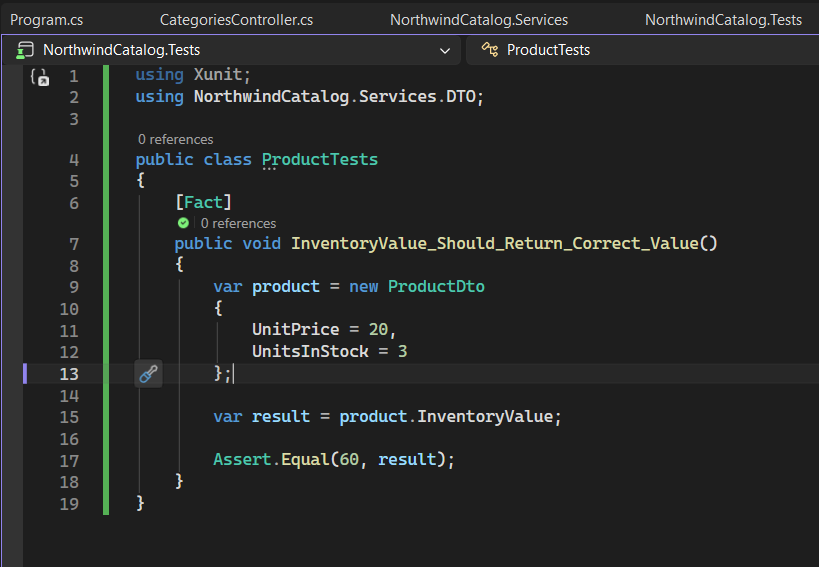 Program.cs CategoriesController.cs NorthwindCatalog.Services NorthwindCatalog.Tests
NorthwindCatalog.Tests ProductTests
1 using Xunit;
2 using NorthwindCatalog.Services.DTO;
3
0 references
4 public class ProductTests
5 {
6 [Fact]
0 references
7 public void InventoryValue_Should_Return_Correct_Value()
8 {
9 var product = new ProductDto
10 {
11 UnitPrice = 20,
12 UnitsInStock = 3
13 };
14
15 var result = product.InventoryValue;
16
17 Assert.Equal(60, result);
18 }
19 }